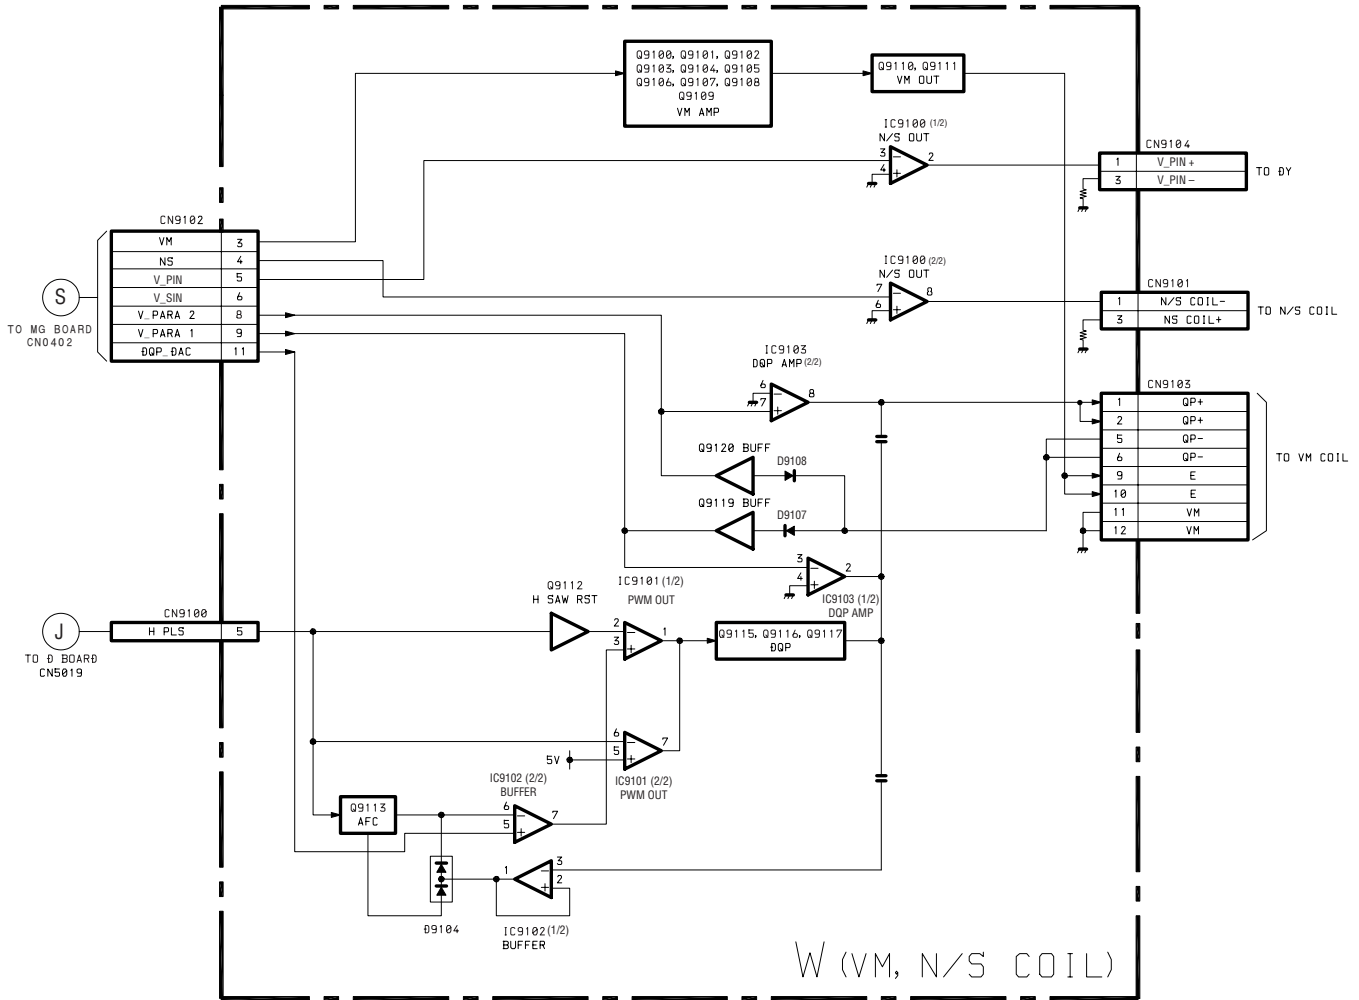 Q9100, Q9101, Q9102
Q9103, Q9104, Q9105
Q9106, Q9107, Q9108
Q9109
VM AMP
Q9110, Q9111
VM OUT
IC9100 (1/2)
N/S OUT
3
4
2
CN9104
1 V_PIN+
3 V_PIN-
TO DY
CN9102
VM 3
NS 4
V_PIN 5
V_SIN 6
V_PARA 2 8
V_PARA 1 9
DQP_DAC 11
S
TO MG BOARD
CN0402
IC9100 (2/2)
N/S OUT
7
6
8
CN9101
1 N/S COIL-
3 NS COIL+
TO N/S COIL
IC9103
DQP AMP (2/2)
6
7
8
CN9103
1 QP+
2 QP+
5 QP-
6 QP-
9 E
10 E
11 VM
12 VM
TO VM COIL
Q9120 BUFF
D9108
Q9119 BUFF
D9107
3
4
2
IC9103 (1/2)
DQP AMP
CN9100
H PLS 5
J
TO D BOARD
CN5019
Q9112
H SAW RST
IC9101 (1/2)
PWM OUT
2
3
1
Q9115, Q9116, Q9117
DQP
6
5
7
5V
IC9101 (2/2)
PWM OUT
IC9102 (2/2)
BUFFER
6
5
7
Q9113
AFC
D9104
1
3
2
IC9102 (1/2)
BUFFER
W (VM, N/S COIL)